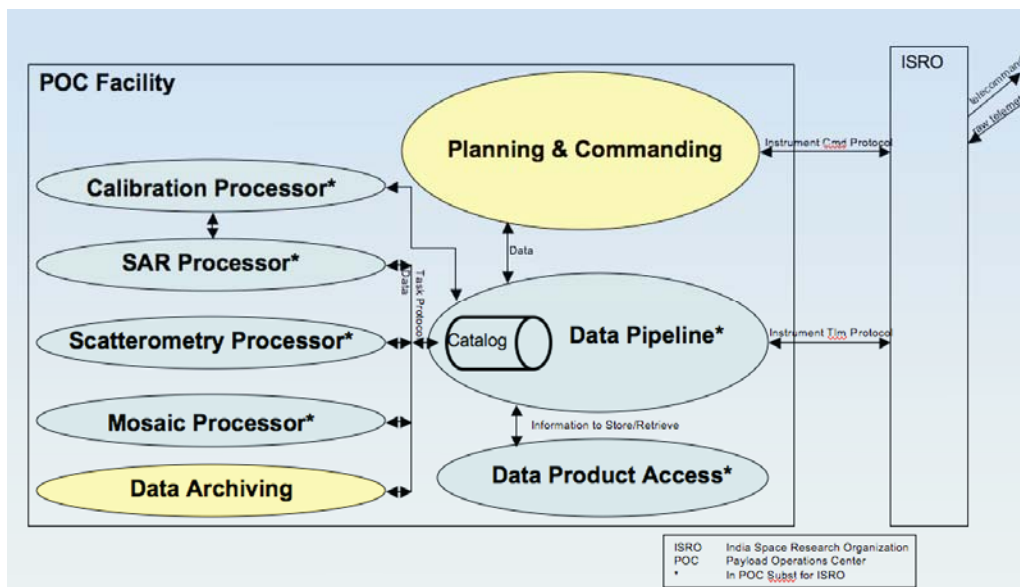 POC Facility
ISRO
Telecommand
raw telemet
Planning & Commanding
Instrument Cmd Protocol
Calibration Processor*
SAR Processor*
Data
Data
Task Protocol
Scatterometry Processor*
Catalog
Data Pipeline*
Instrument Tlm Protocol
Mosaic Processor*
Information to Store/Retrieve
Data Product Access*
Data Archiving
ISRO India Space Research Organization
POC Payload Operations Center
* In POC Subst for ISRO